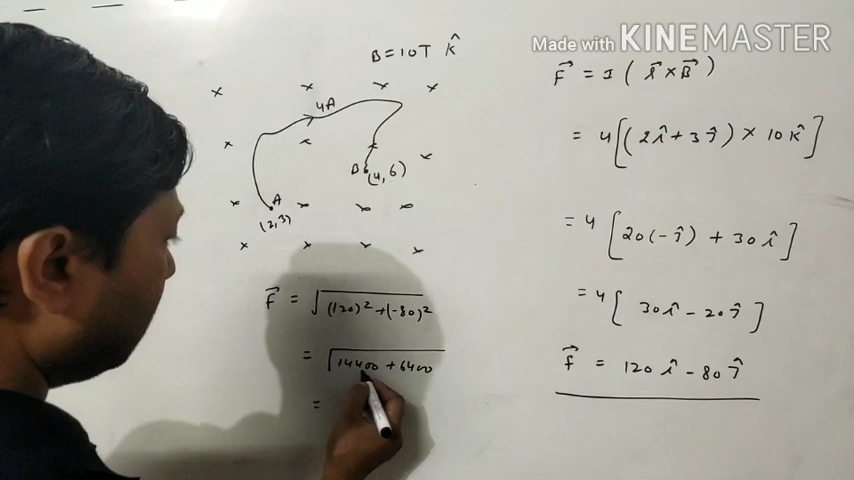 Made with KINEMASTER
B = 10T k̂
4A
B (4,6)
A
(2,3)
F⃗ = √(120)² + (-80)²
= √14400 + 6400
=
F⃗ = I ( l⃗ × B⃗ )
= 4 [ (2î + 3ĵ) × 10k̂ ]
= 4 [ 20(-ĵ) + 30î ]
= 4 [ 30î - 20ĵ ]
F⃗ = 120î - 80ĵ